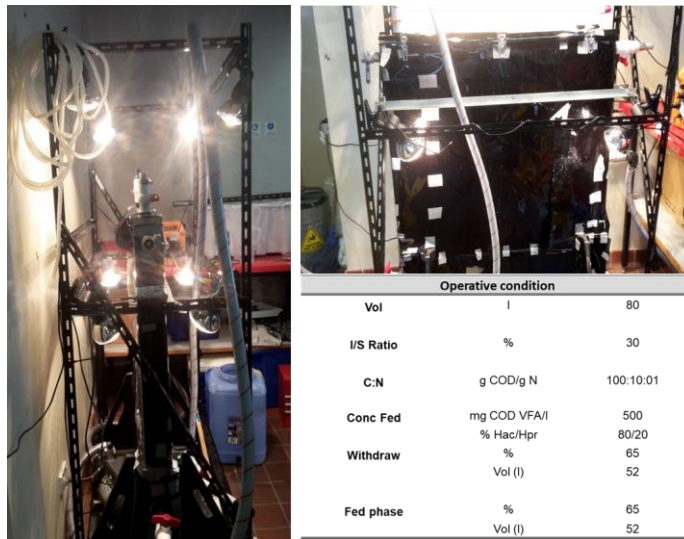 Operative condition
Vol l 80
I/S Ratio % 30
C:N g COD/g N 100:10:01
Conc Fed mg COD VFA/l 500
% Hac/Hpr 80/20
Withdraw % 65
Vol (l) 52
Fed phase % 65
Vol (l) 52